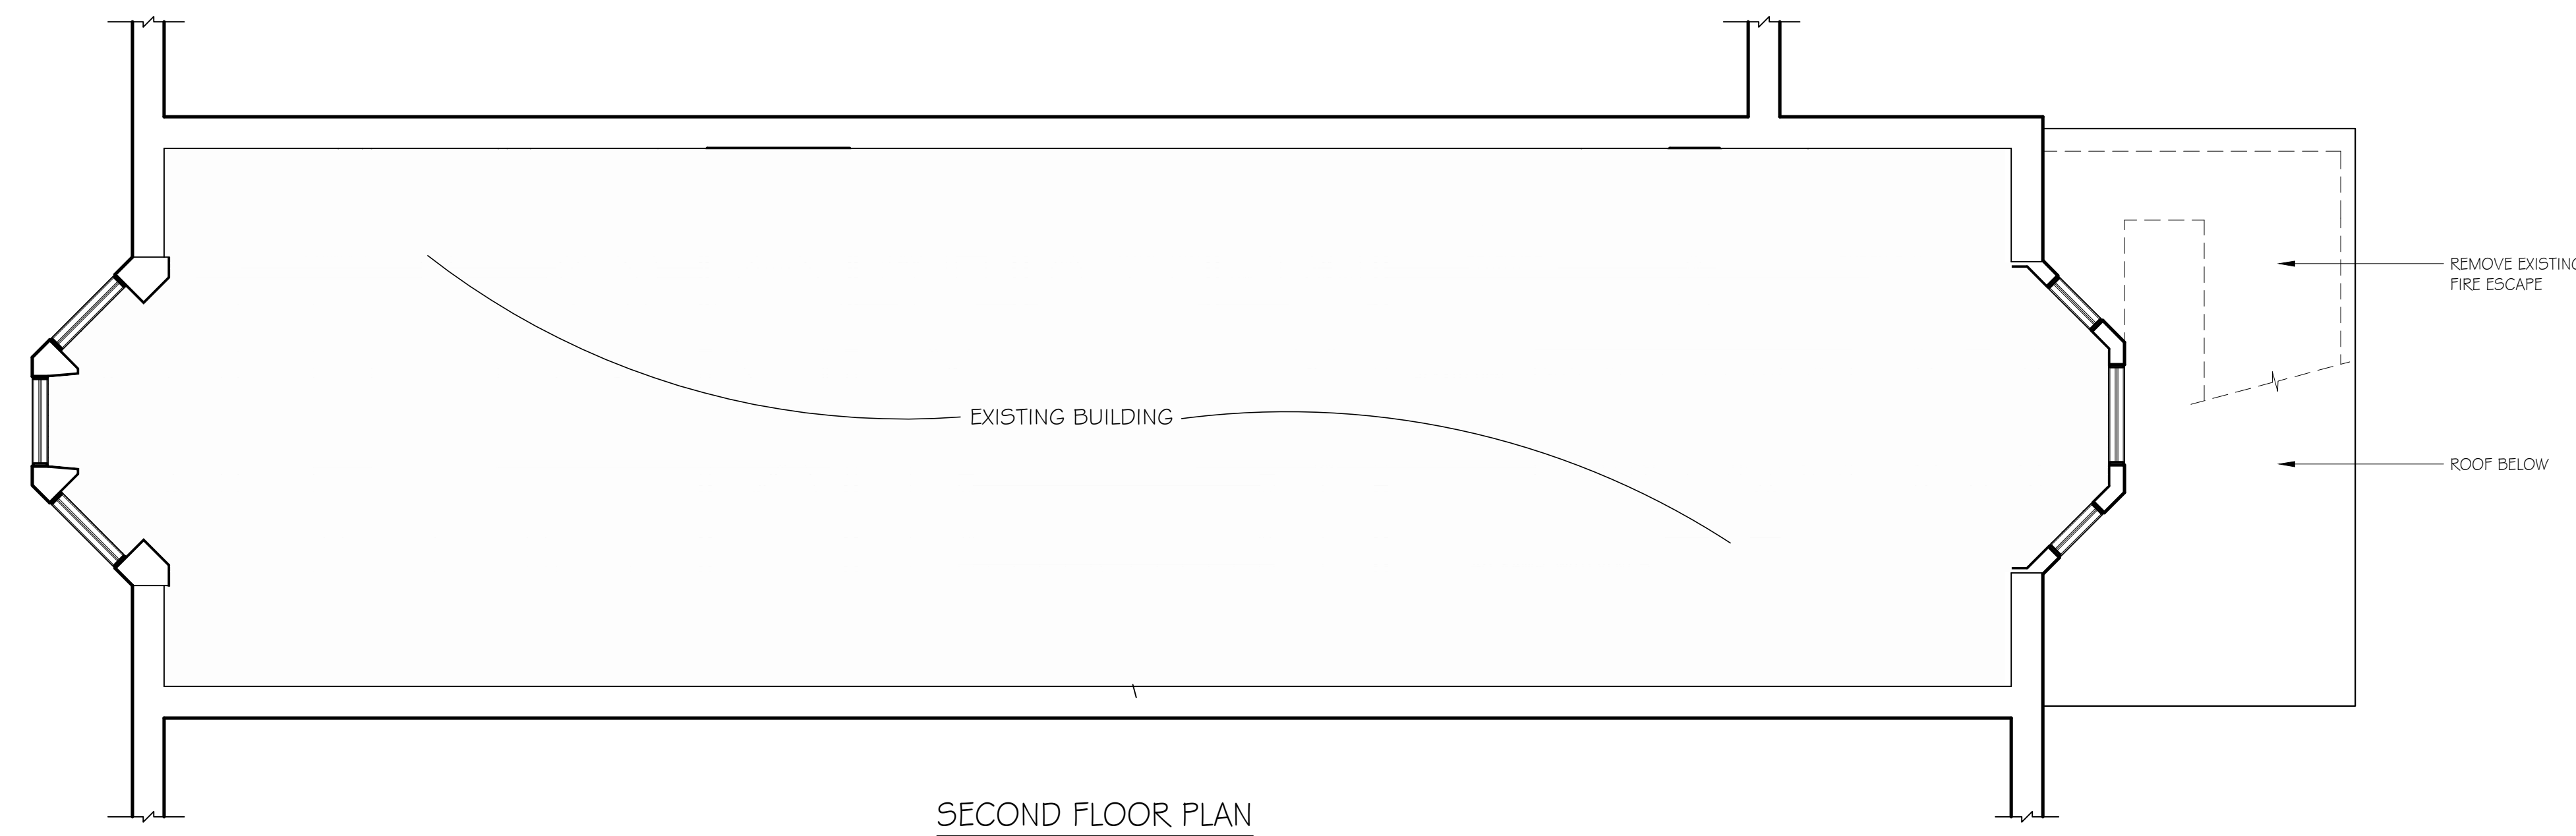 REMOVE EXISTING
FIRE ESCAPE
EXISTING BUILDING
ROOF BELOW
SECOND FLOOR PLAN